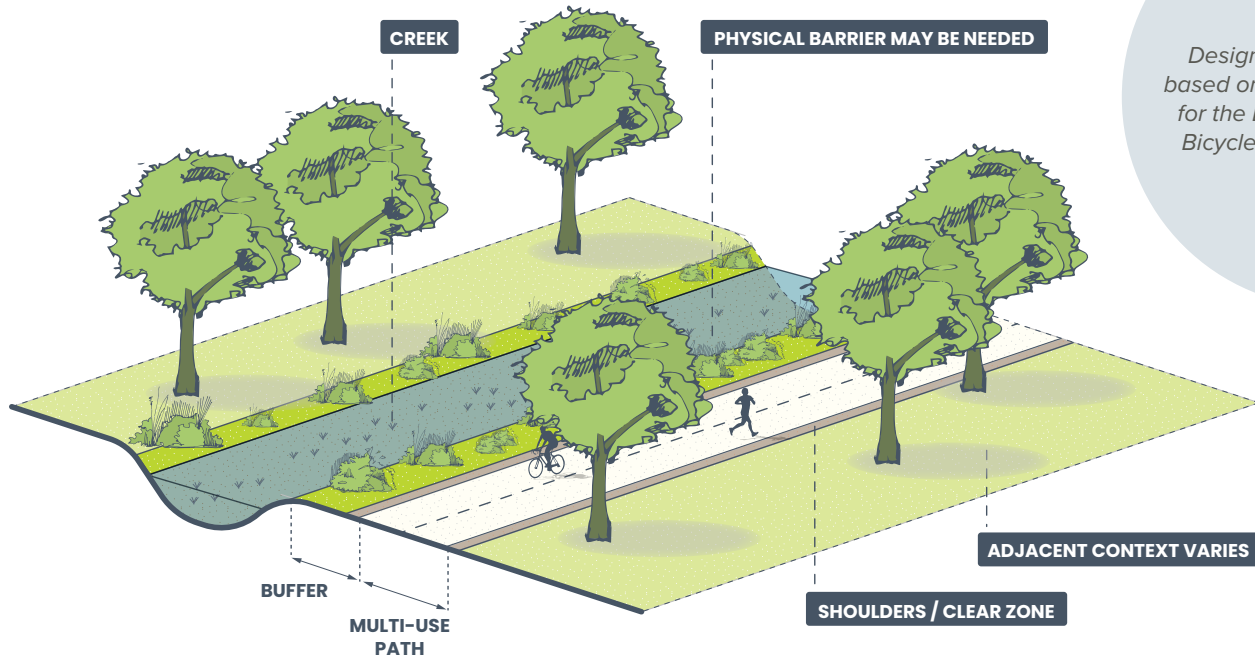 CREEK
PHYSICAL BARRIER MAY BE NEEDED
Design
based on
for the
Bicycle
ADJACENT CONTEXT VARIES
BUFFER
SHOULDERS / CLEAR ZONE
MULTI-USE
PATH